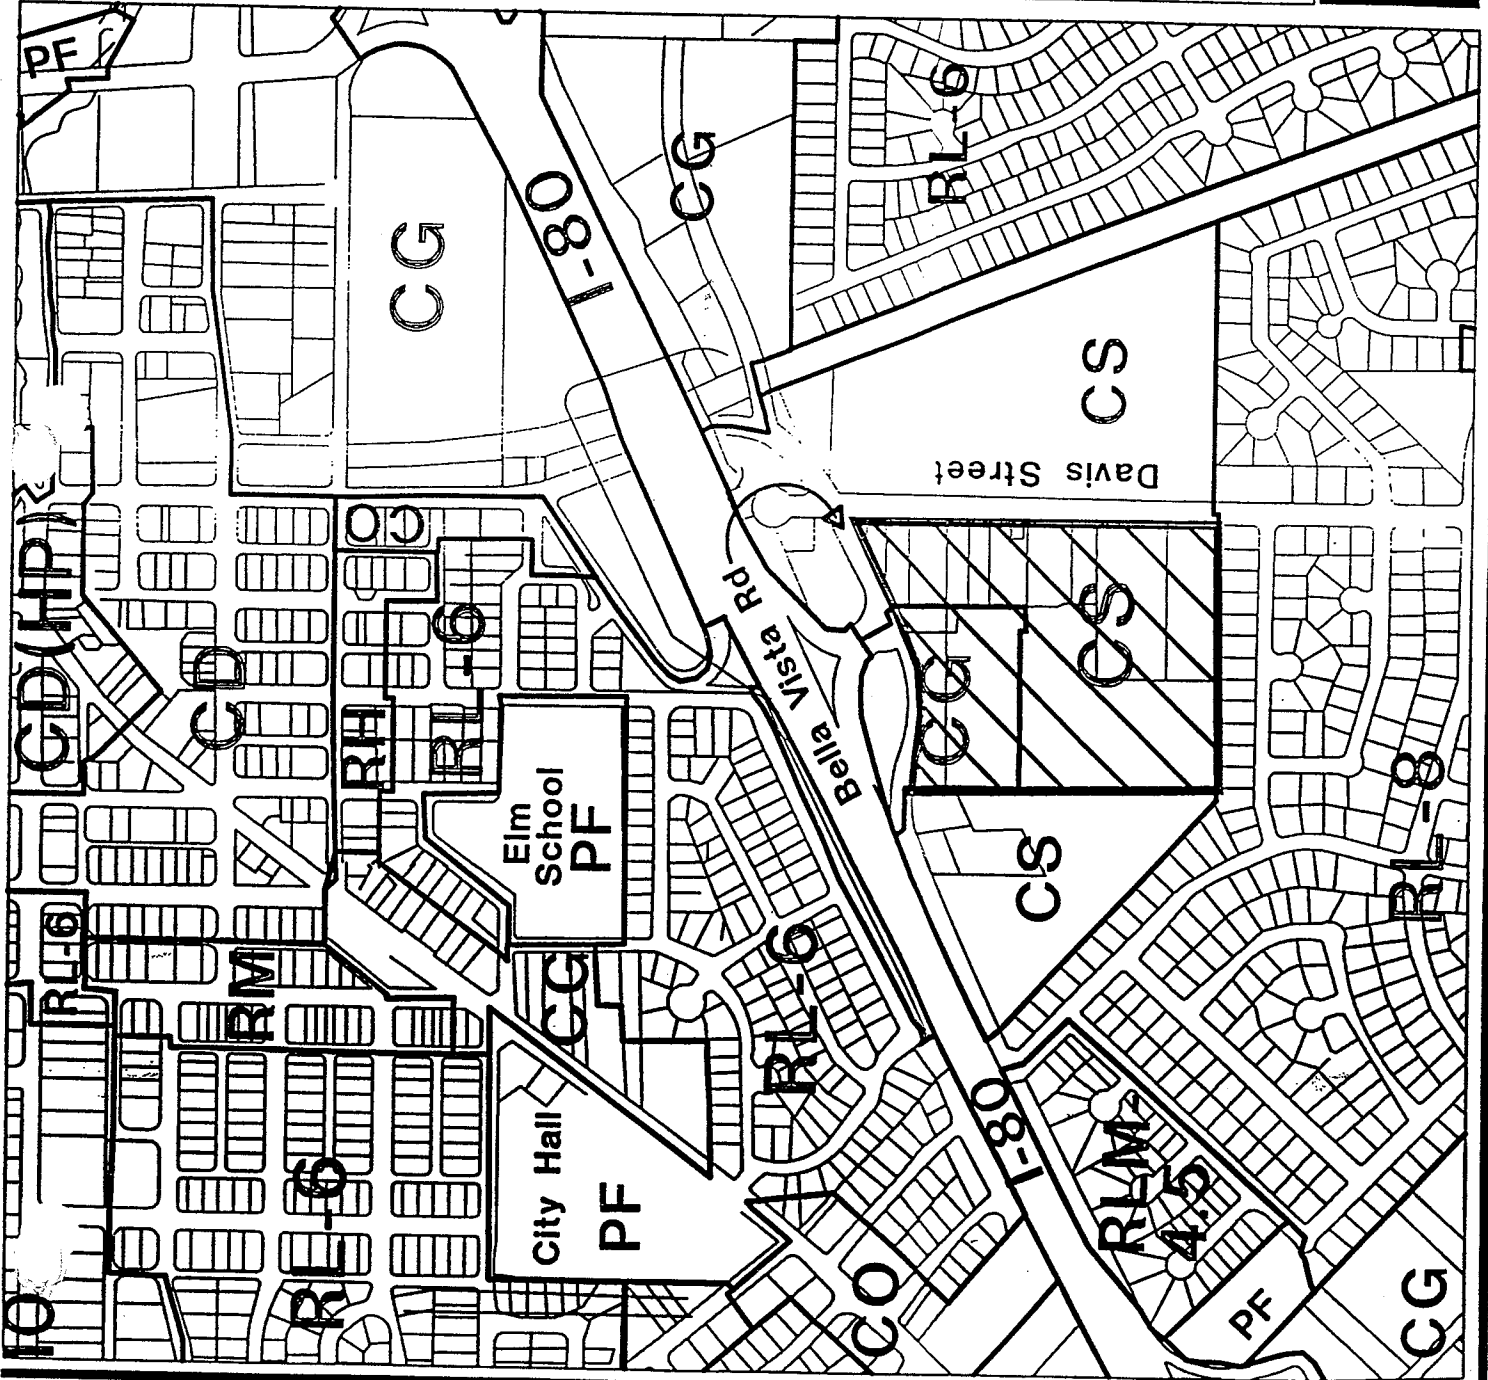 PF
CG
I-80
CG
RL-6
CS
Davis Street
CD(HP)
CD
OC
RH
RL-6
Bella Vista Rd
CG
CS
Elm
School
PF
CS
RL-8
RL-6
RM
CG
RL-6
RL-6
City Hall
PF
I-80
RLM-
4.5
CO
PF
CG
IO